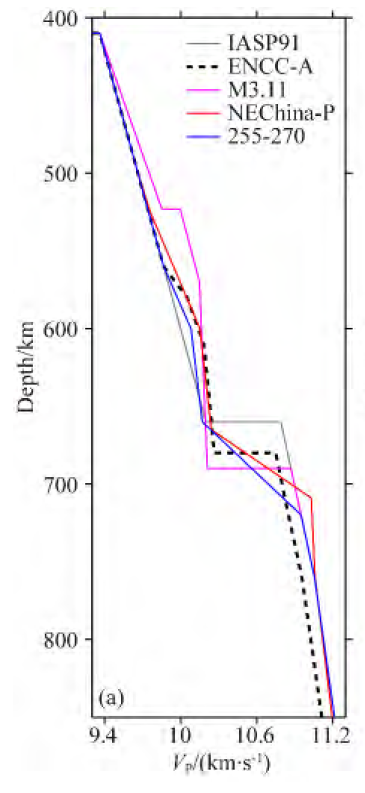 400
IASP91
ENCC-A
M3.11
NEChina-P
255-270
500
600
Depth/km
700
800
(a)
9.4 10 10.6 11.2
Vₚ/(km·s⁻¹)